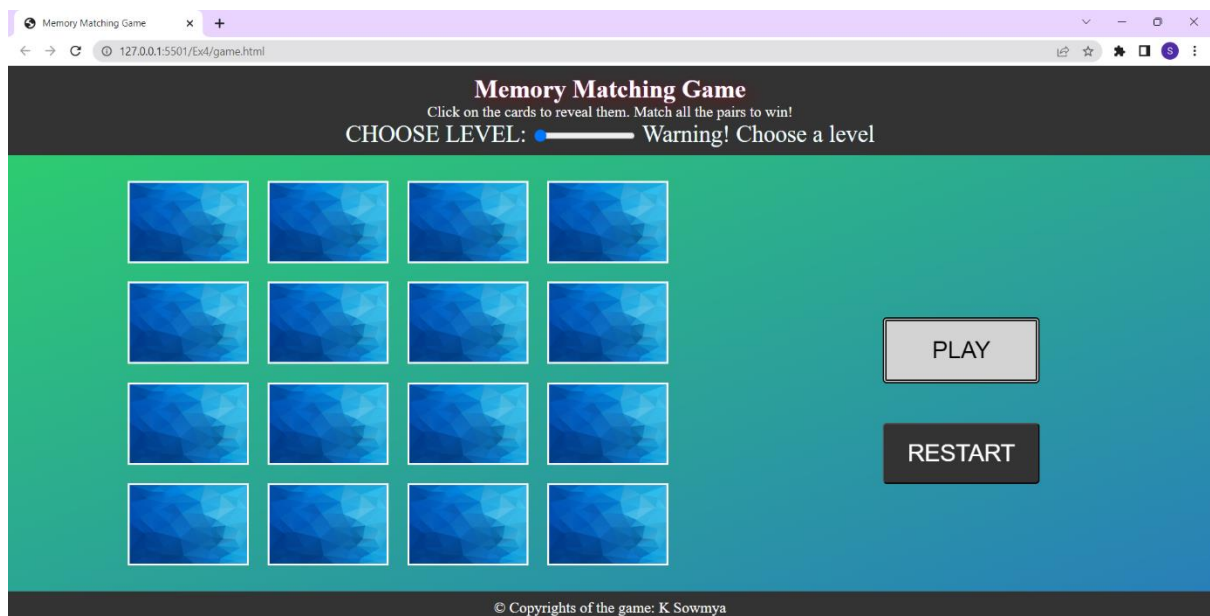 Memory Matching Game
127.0.0.1:5501/Ex4/game.html
S
Memory Matching Game
Click on the cards to reveal them. Match all the pairs to win!
CHOOSE LEVEL: Warning! Choose a level
PLAY
RESTART
© Copyrights of the game: K Sowmya